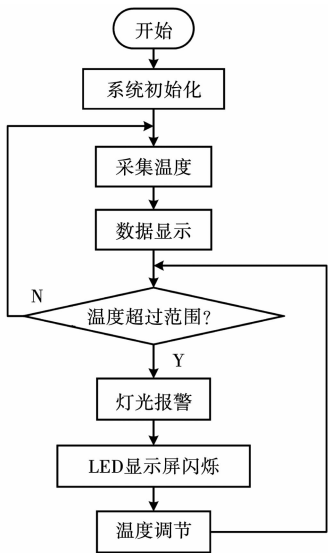 开始
系统初始化
采集温度
数据显示
N
温度超过范围?
Y
灯光报警
LED显示屏闪烁
温度调节